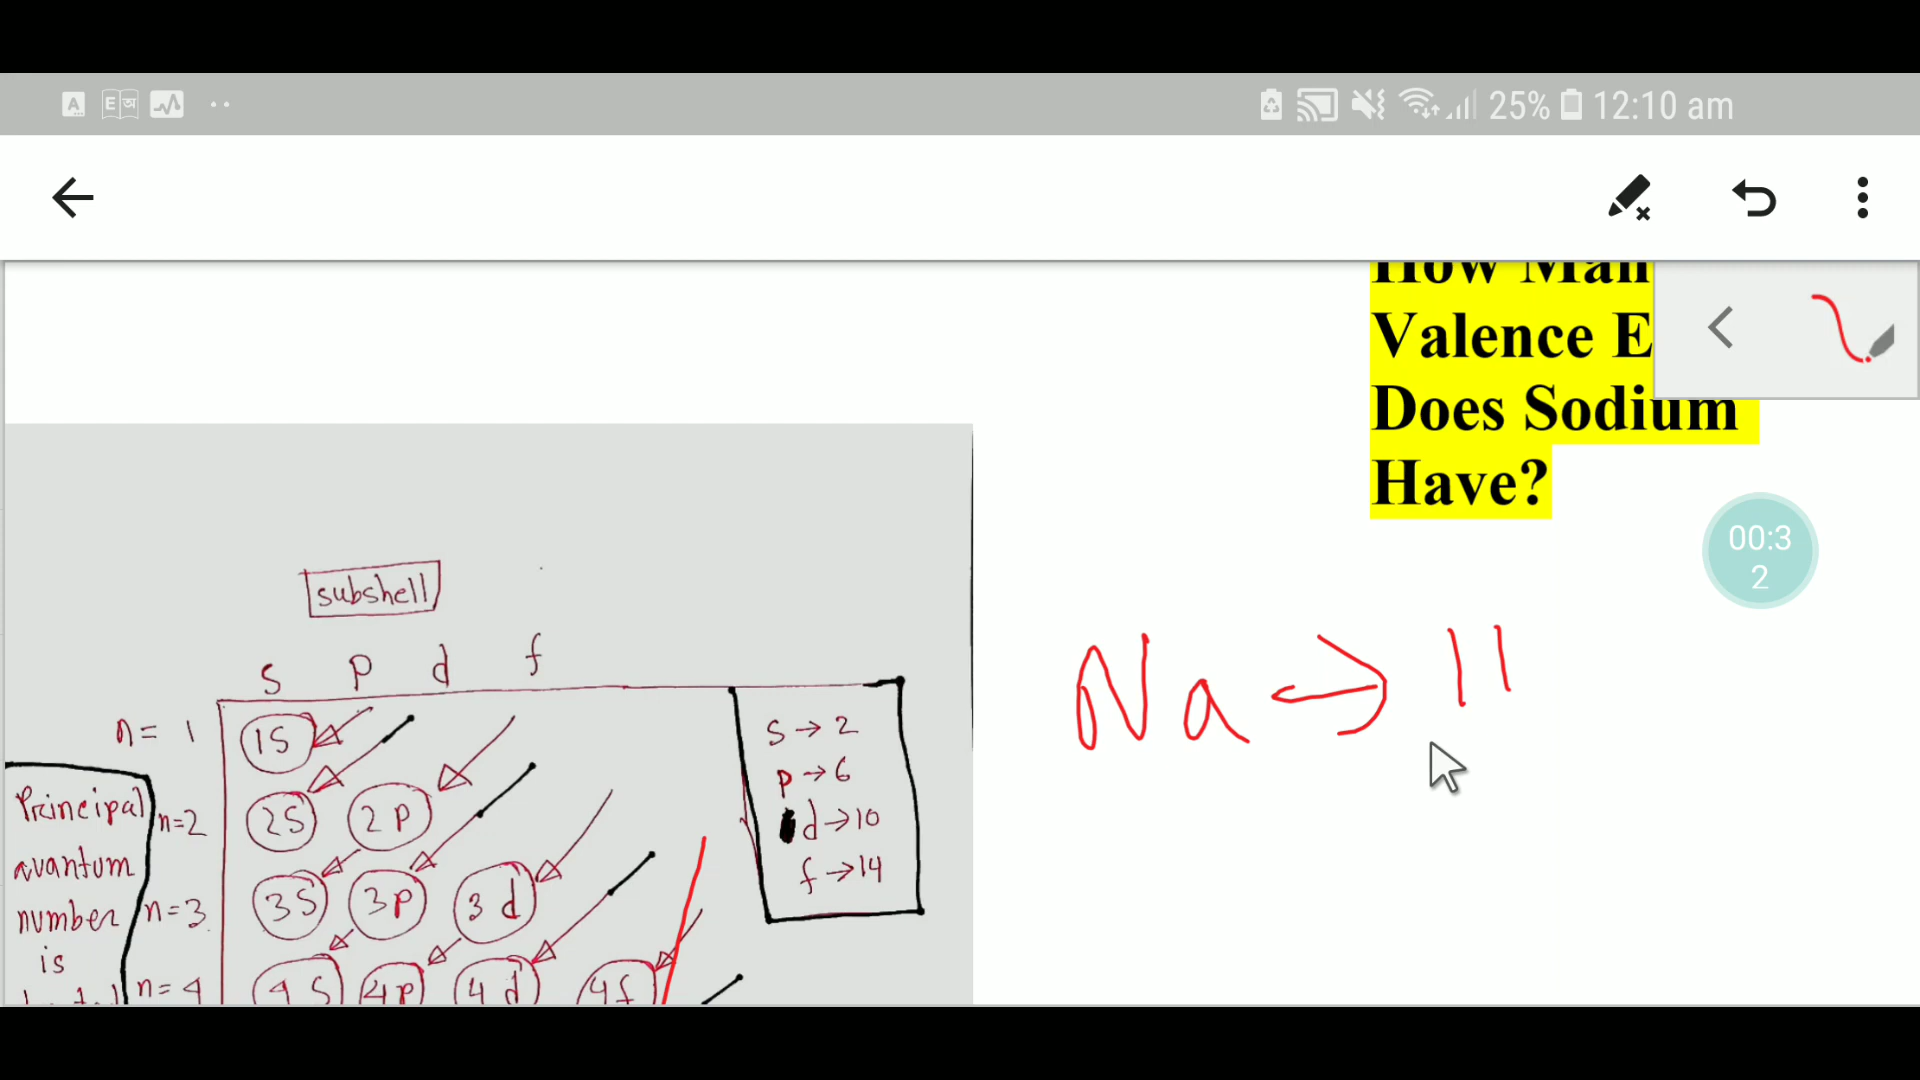 25% 12:10 am
How Man
Valence E
Does Sodium
Have?
00:3
2
subshell
s p d f
n= 1 1S
n=2 2S 2p
n=3 3S 3p 3d
n=4 4S 4p 4d 4f
s→2
p→6
d→10
f→14
Principal
quantum
number
is
Na→11